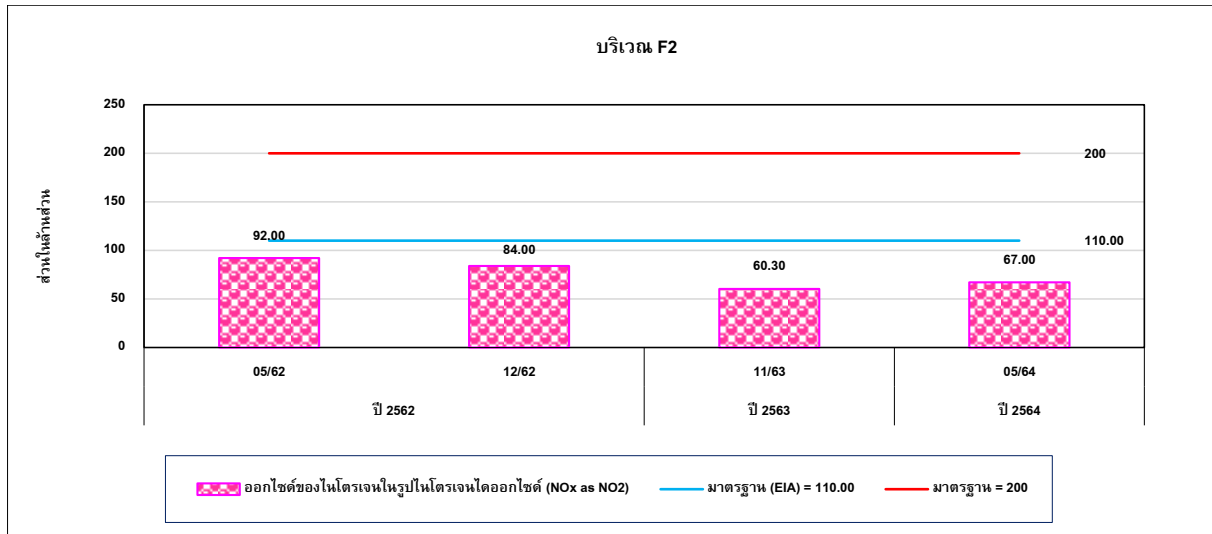 บริเวณ F2
ส่วนในล้านส่วน
250
200
150
100
50
0
200
110.00
92.00
84.00
60.30
67.00
05/62
12/62
11/63
05/64
ปี 2562
ปี 2563
ปี 2564
ออกไซด์ของไนโตรเจนในรูปไนโตรเจนไดออกไซด์ (NOx as NO2)
มาตรฐาน (EIA) = 110.00
มาตรฐาน = 200